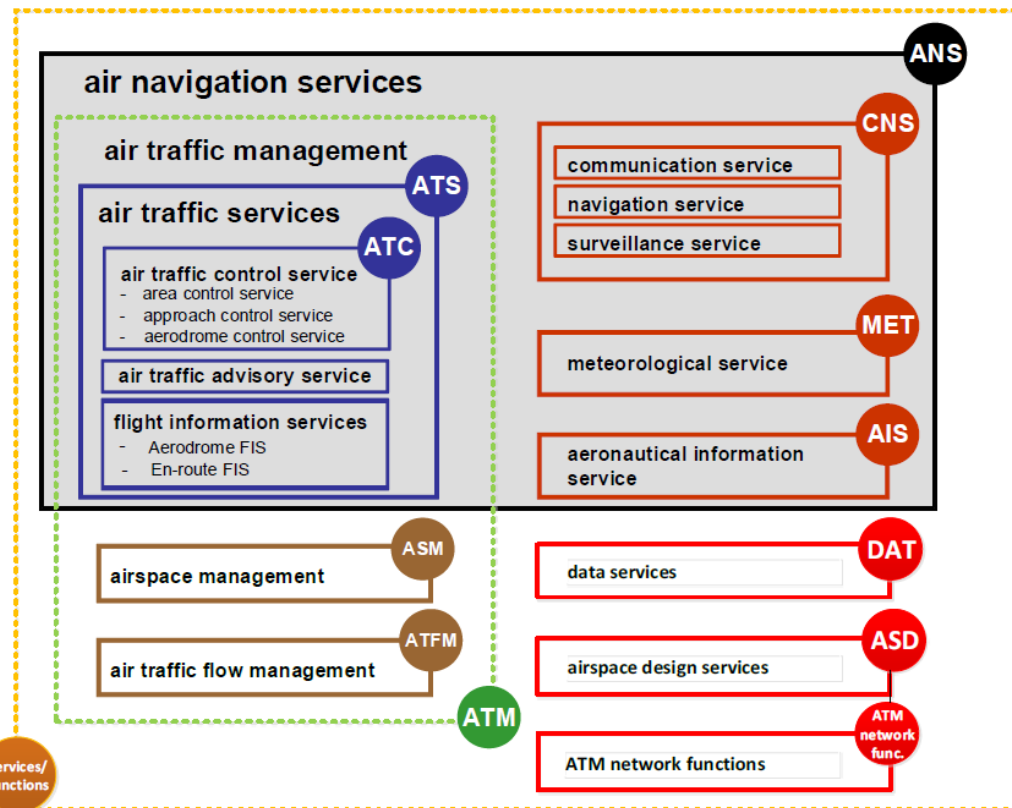 ANS
air navigation services
air traffic management
ATS
air traffic services
ATC
air traffic control service
- area control service
- approach control service
- aerodrome control service
air traffic advisory service
flight information services
- Aerodrome FIS
- En-route FIS
CNS
communication service
navigation service
surveillance service
MET
meteorological service
AIS
aeronautical information
service
ASM
airspace management
ATFM
air traffic flow management
ATM
DAT
data services
ASD
airspace design services
ATM
network
func.
ATM network functions
ervices/
unctions